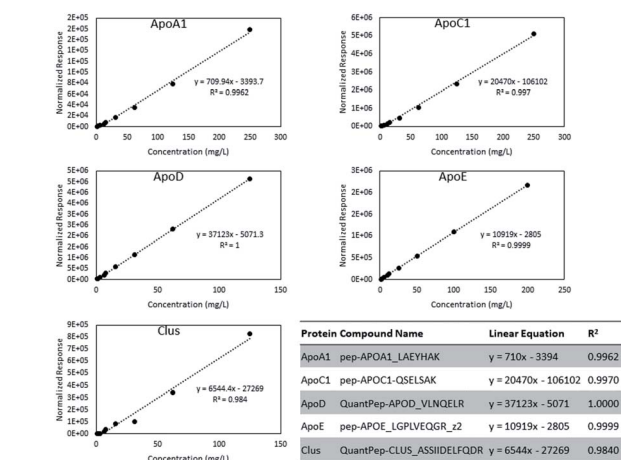 ApoA1
Normalized Response
2E+05
2E+05
1E+05
1E+05
1E+05
8E+04
6E+04
4E+04
2E+04
0E+00
y = 709.94x - 3393.7
R² = 0.9962
0 50 100 150 200 250 300
Concentration (mg/L)
ApoC1
Normalized Response
6E+06
5E+06
4E+06
3E+06
2E+06
1E+06
0E+00
y = 20470x - 106102
R² = 0.997
0 50 100 150 200 250 300
Concentration (mg/L)
ApoD
Normalized Response
5E+06
5E+06
4E+06
4E+06
3E+06
3E+06
2E+06
2E+06
1E+06
5E+05
0E+00
y = 37123x - 5071.3
R² = 1
0 50 100 150
Concentration (mg/L)
ApoE
Normalized Response
3E+06
2E+06
2E+06
1E+06
5E+05
0E+00
y = 10919x - 2805
R² = 0.9999
0 50 100 150 200 250
Concentration (mg/L)
Clus
Normalized Response
9E+05
8E+05
7E+05
6E+05
5E+05
4E+05
3E+05
2E+05
1E+05
0E+00
y = 6544.4x - 27269
R² = 0.984
0 50 100 150
Concentration (mg/L)
Protein Compound Name Linear Equation R²
ApoA1 pep-APOA1_LAEYHAK y = 710x - 3394 0.9962
ApoC1 pep-APOC1-QSELSAK y = 20470x - 106102 0.9970
ApoD QuantPep-APOD_VLNQELR y = 37123x - 5071 1.0000
ApoE pep-APOE_LGPLVEQGR_z2 y = 10919x - 2805 0.9999
Clus QuantPep-CLUS_ASSIIDELFQDR y = 6544x - 27269 0.9840